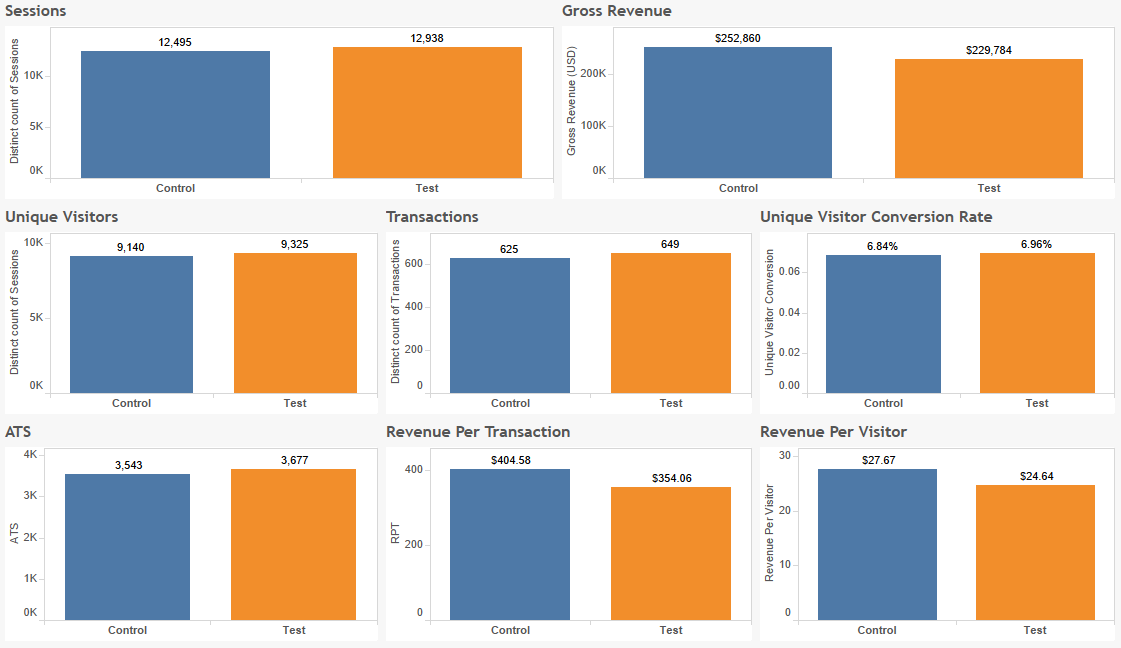 Sessions
Distinct count of Sessions
10K
5K
0K
12,495
12,938
Control
Test
Gross Revenue
Gross Revenue (USD)
200K
100K
0K
$252,860
$229,784
Control
Test
Unique Visitors
Distinct count of Sessions
10K
5K
0K
9,140
9,325
Control
Test
Transactions
Distinct count of Transactions
600
400
200
0
625
649
Control
Test
Unique Visitor Conversion Rate
Unique Visitor Conversion
0.06
0.04
0.02
0.00
6.84%
6.96%
Control
Test
ATS
ATS
4K
3K
2K
1K
0K
3,543
3,677
Control
Test
Revenue Per Transaction
RPT
400
200
0
$404.58
$354.06
Control
Test
Revenue Per Visitor
Revenue Per Visitor
30
20
10
0
$27.67
$24.64
Control
Test